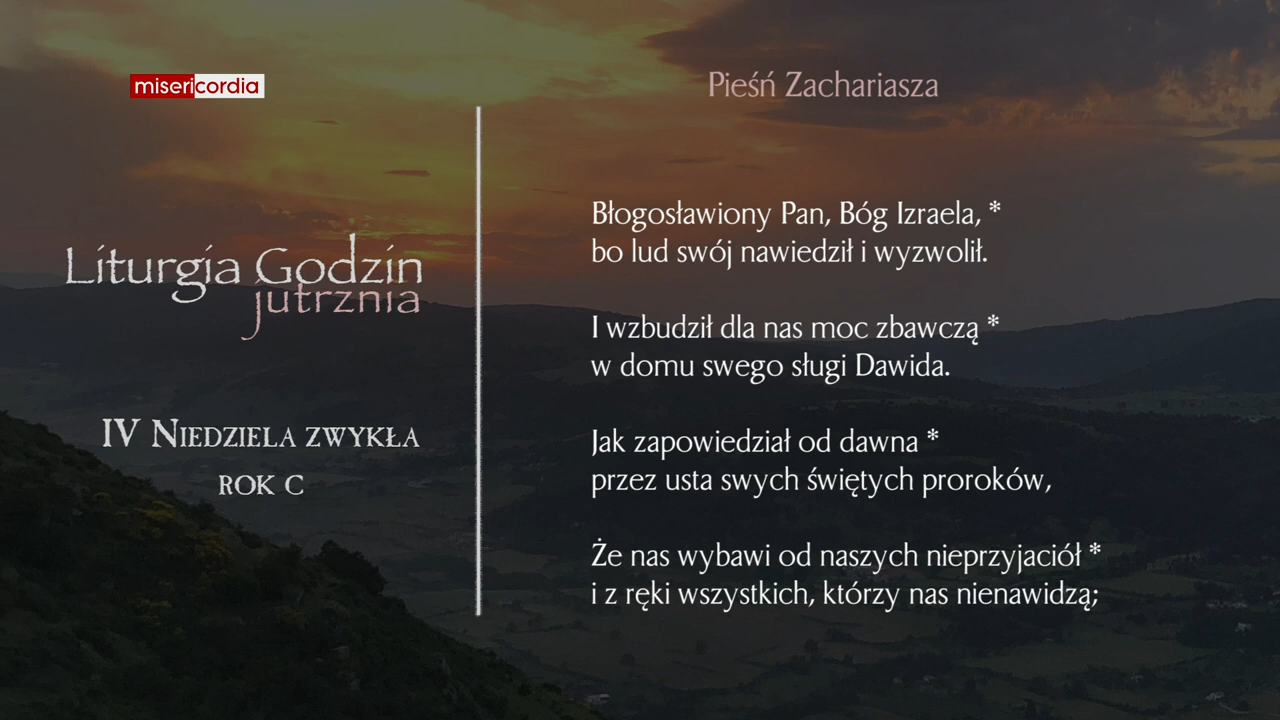 misericordia
Liturgia Godzin
jutrznia
IV Niedziela zwykła
rok C
Pieśń Zachariasza
Błogosławiony Pan, Bóg Izraela, *
bo lud swój nawiedził i wyzwolił.
I wzbudził dla nas moc zbawczą *
w domu swego sługi Dawida.
Jak zapowiedział od dawna *
przez usta swych świętych proroków,
Że nas wybawi od naszych nieprzyjaciół *
i z ręki wszystkich, którzy nas nienawidzą;